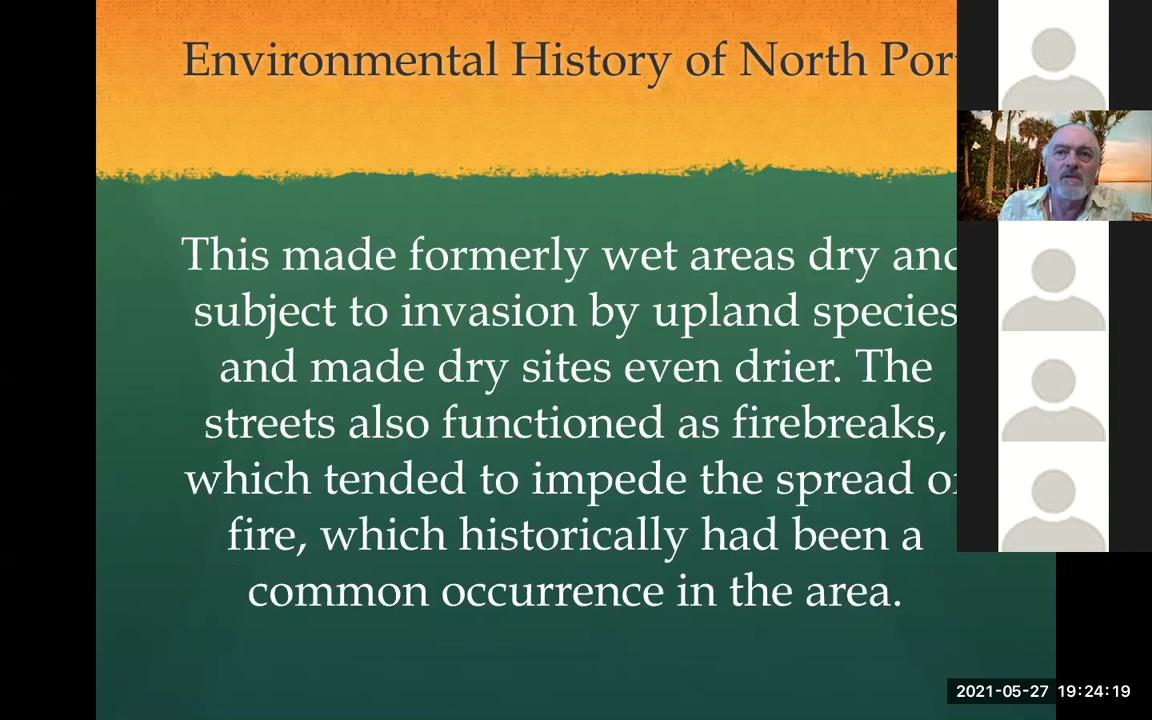 Environmental History of North Port
This made formerly wet areas dry and
subject to invasion by upland species
and made dry sites even drier. The
streets also functioned as firebreaks,
which tended to impede the spread of
fire, which historically had been a
common occurrence in the area.
2021-05-27 19:24:19